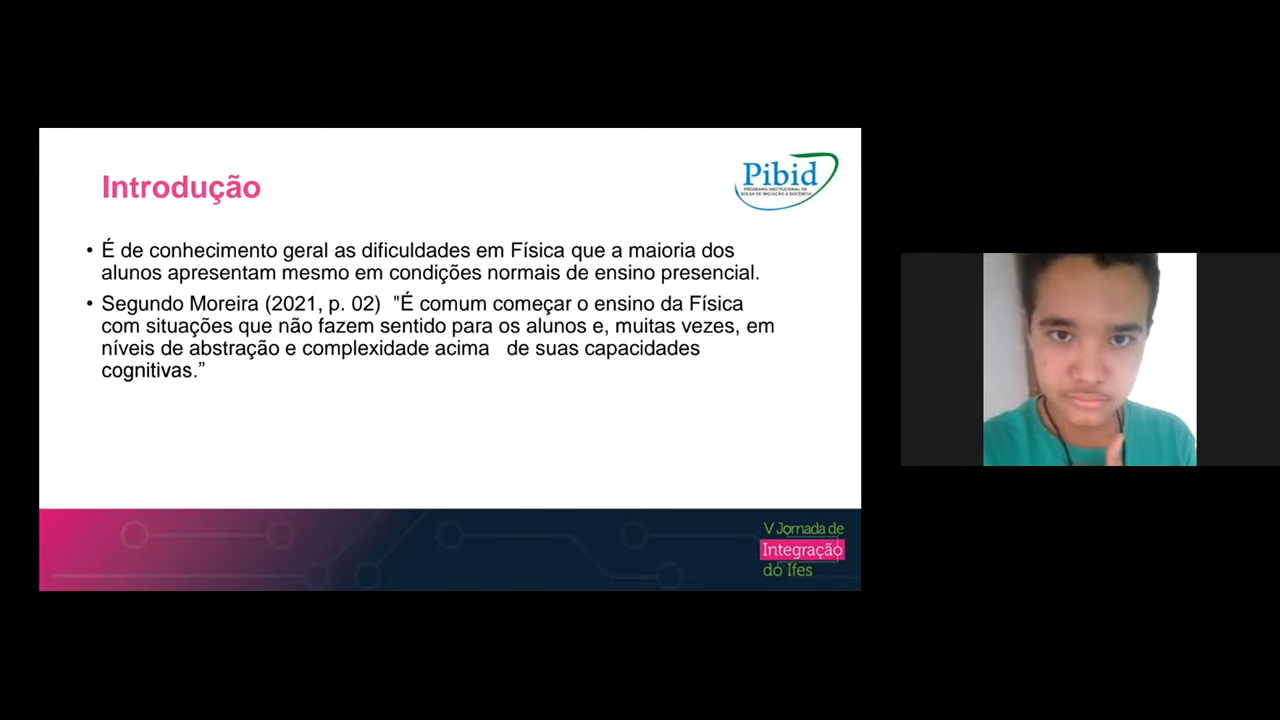 Introdução
Pibid
PROGRAMA INSTITUCIONAL DE
BOLSA DE INICIAÇÃO À DOCÊNCIA
• É de conhecimento geral as dificuldades em Física que a maioria dos
alunos apresentam mesmo em condições normais de ensino presencial.
• Segundo Moreira (2021, p. 02) "É comum começar o ensino da Física
com situações que não fazem sentido para os alunos e, muitas vezes, em
níveis de abstração e complexidade acima de suas capacidades
cognitivas.”
V Jornada de
Integração
do Ifes